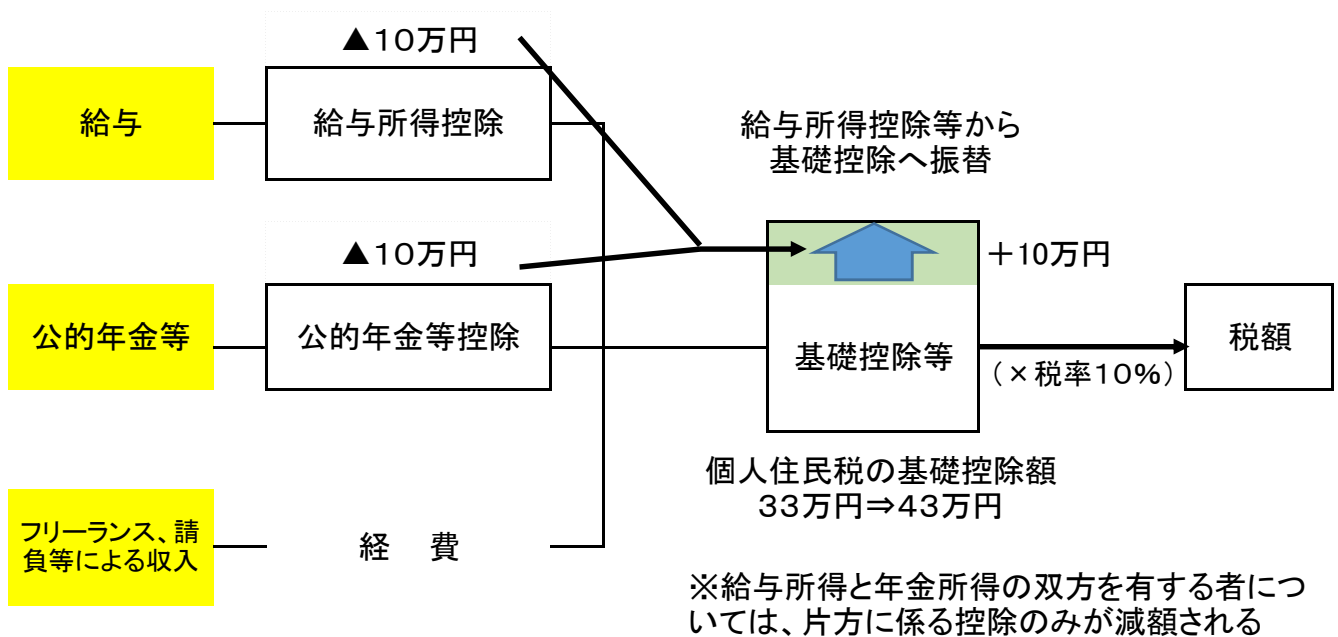 ▲１０万円
給与
給与所得控除
給与所得控除等から
基礎控除へ振替
▲１０万円
＋10万円
公的年金等
公的年金等控除
基礎控除等
（×税率１０％）
税額
個人住民税の基礎控除額
３３万円⇒４３万円
フリーランス、請
負等による収入
経　費
※給与所得と年金所得の双方を有する者につ
いては、片方に係る控除のみが減額される